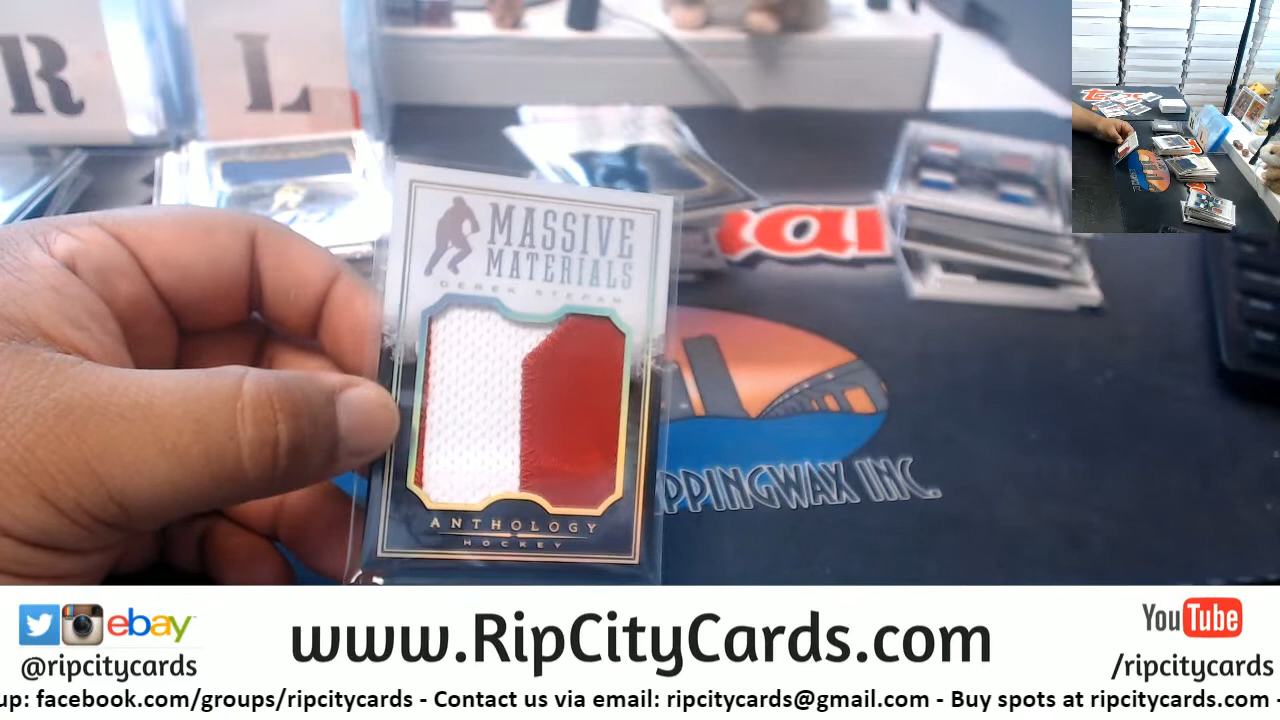 R L
MASSIVE
MATERIALS
DEREK STEPAN
ANTHOLOGY
HOCKEY
PPINGWAX INC.
ebay
@ripcitycards
www.RipCityCards.com
YouTube
/ripcitycards
up: facebook.com/groups/ripcitycards - Contact us via email: ripcitycards@gmail.com - Buy spots at ripcitycards.com -